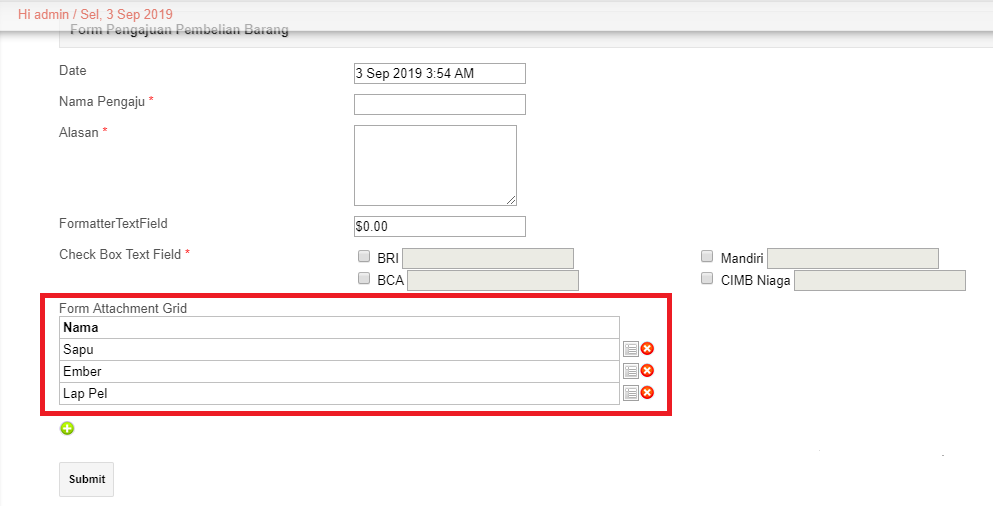 Hi admin / Sel, 3 Sep 2019
Form Pengajuan Pembelian Barang
Date
3 Sep 2019 3:54 AM
Nama Pengaju *
Alasan *
FormatterTextField
$0.00
Check Box Text Field *
BRI
Mandiri
BCA
CIMB Niaga
Form Attachment Grid
Nama
Sapu
Ember
Lap Pel
Submit